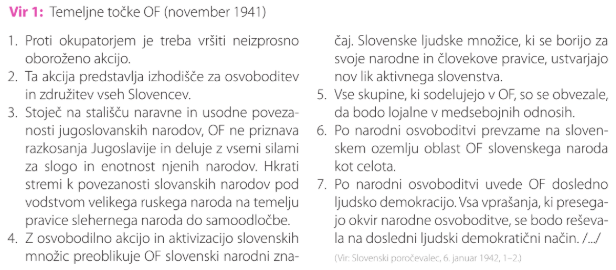 Vir 1: Temeljne točke OF (november 1941)
1. Proti okupatorjem je treba vršiti neizprosno
oboroženo akcijo.
2. Ta akcija predstavlja izhodišče za osvoboditev
in združitev vseh Slovencev.
3. Stoječ na stališču naravne in usodne poveza-
nosti jugoslovanskih narodov, OF ne priznava
razkosanja Jugoslavije in deluje z vsemi silami
za slogo in enotnost njenih narodov. Hkrati
stremi k povezanosti slovanskih narodov pod
vodstvom velikega ruskega naroda na temelju
pravice slehernega naroda do samoodločbe.
4. Z osvobodilno akcijo in aktivizacijo slovenskih
množic preoblikuje OF slovenski narodni zna-
čaj. Slovenske ljudske množice, ki se borijo za
svoje narodne in človekove pravice, ustvarjajo
nov lik aktivnega slovenstva.
5. Vse skupine, ki sodelujejo v OF, so se obvezale,
da bodo lojalne v medsebojnih odnosih.
6. Po narodni osvoboditvi prevzame na sloven-
skem ozemlju oblast OF slovenskega naroda
kot celota.
7. Po narodni osvoboditvi uvede OF dosledno
ljudsko demokracijo. Vsa vprašanja, ki presega-
jo okvir narodne osvoboditve, se bodo reševa-
la na dosledni ljudski demokratični način. /.../
(Vir: Slovenski poročevalec, 6. januar 1942, 1–2.)